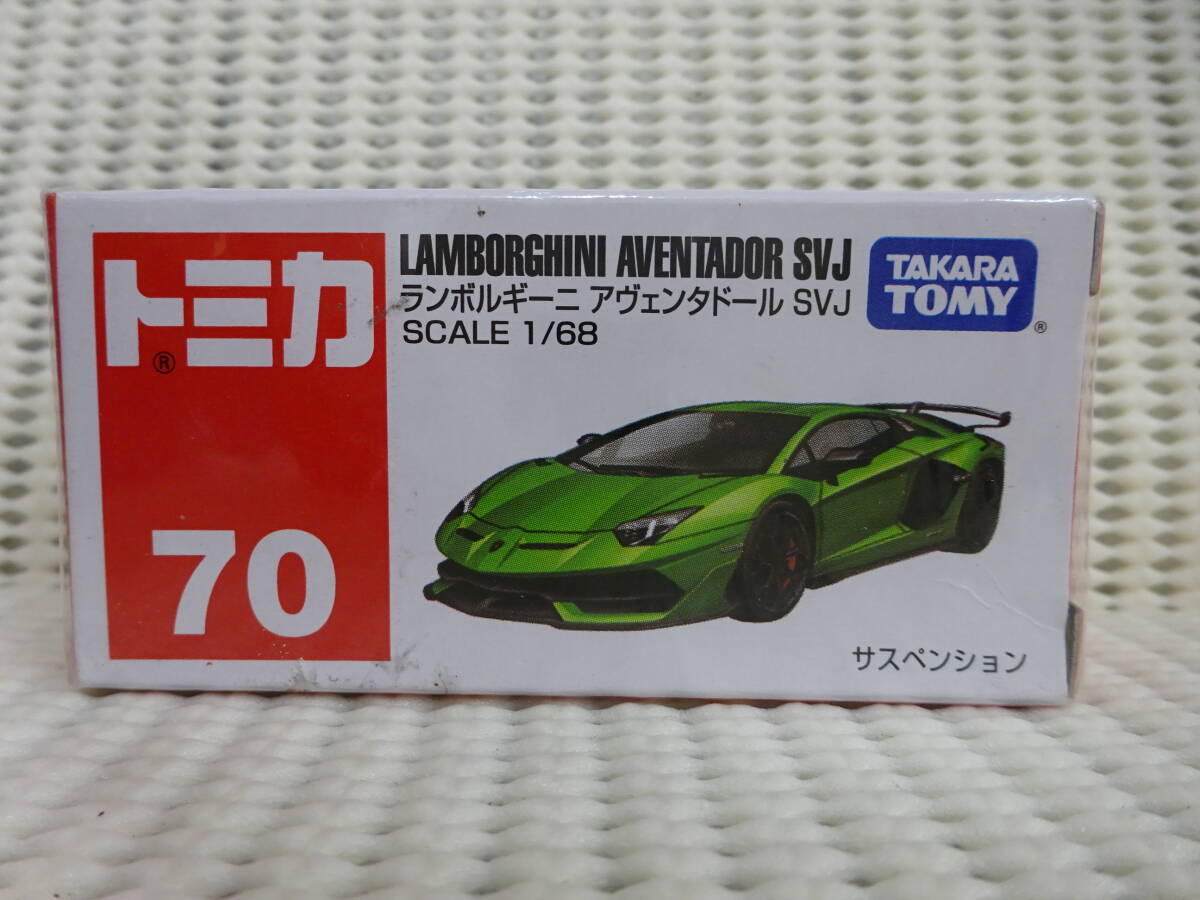 トミカ
®
70
LAMBORGHINI AVENTADOR SVJ
ランボルギーニ アヴェンタドール SVJ
SCALE 1/68
TAKARA
TOMY
®
サスペンション